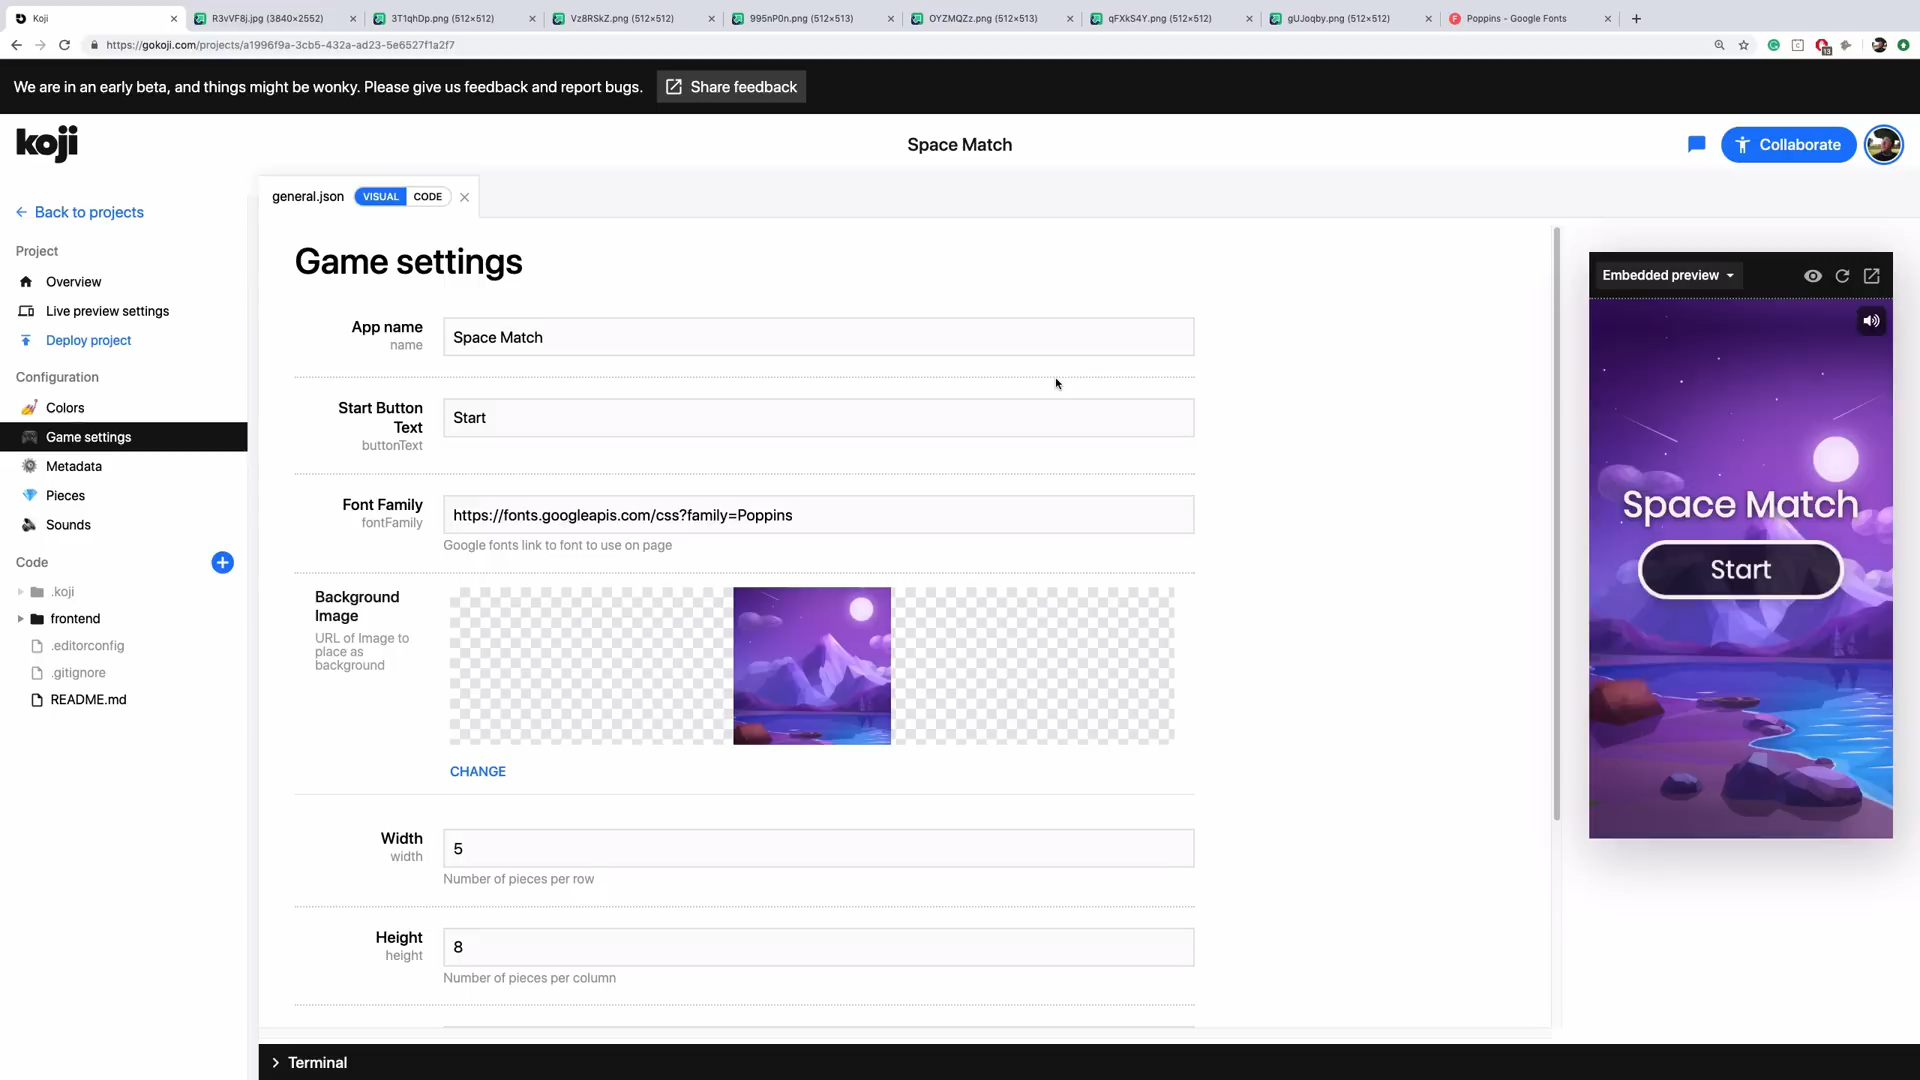 Koji
R3vVF8j.jpg (3840×2552)
3T1qhDp.png (512×512)
Vz8RSkZ.png (512×512)
995nP0n.png (512×513)
OYZMQZz.png (512×513)
qFXkS4Y.png (512×512)
gUJoqby.png (512×512)
Poppins - Google Fonts
https://gokoji.com/projects/a1996f9a-3cb5-432a-ad23-5e6527f1a2f7
We are in an early beta, and things might be wonky. Please give us feedback and report bugs.
Share feedback
koji
Space Match
Collaborate
general.json
VISUAL
CODE
Back to projects
Project
Overview
Live preview settings
Deploy project
Configuration
Colors
Game settings
Metadata
Pieces
Sounds
Code
.koji
frontend
.editorconfig
.gitignore
README.md
Game settings
App name
name
Space Match
Start Button
Text
buttonText
Start
Font Family
fontFamily
https://fonts.googleapis.com/css?family=Poppins
Google fonts link to font to use on page
Background
Image
URL of Image to
place as
background
CHANGE
Width
width
5
Number of pieces per row
Height
height
8
Number of pieces per column
Embedded preview
Space Match
Start
Terminal